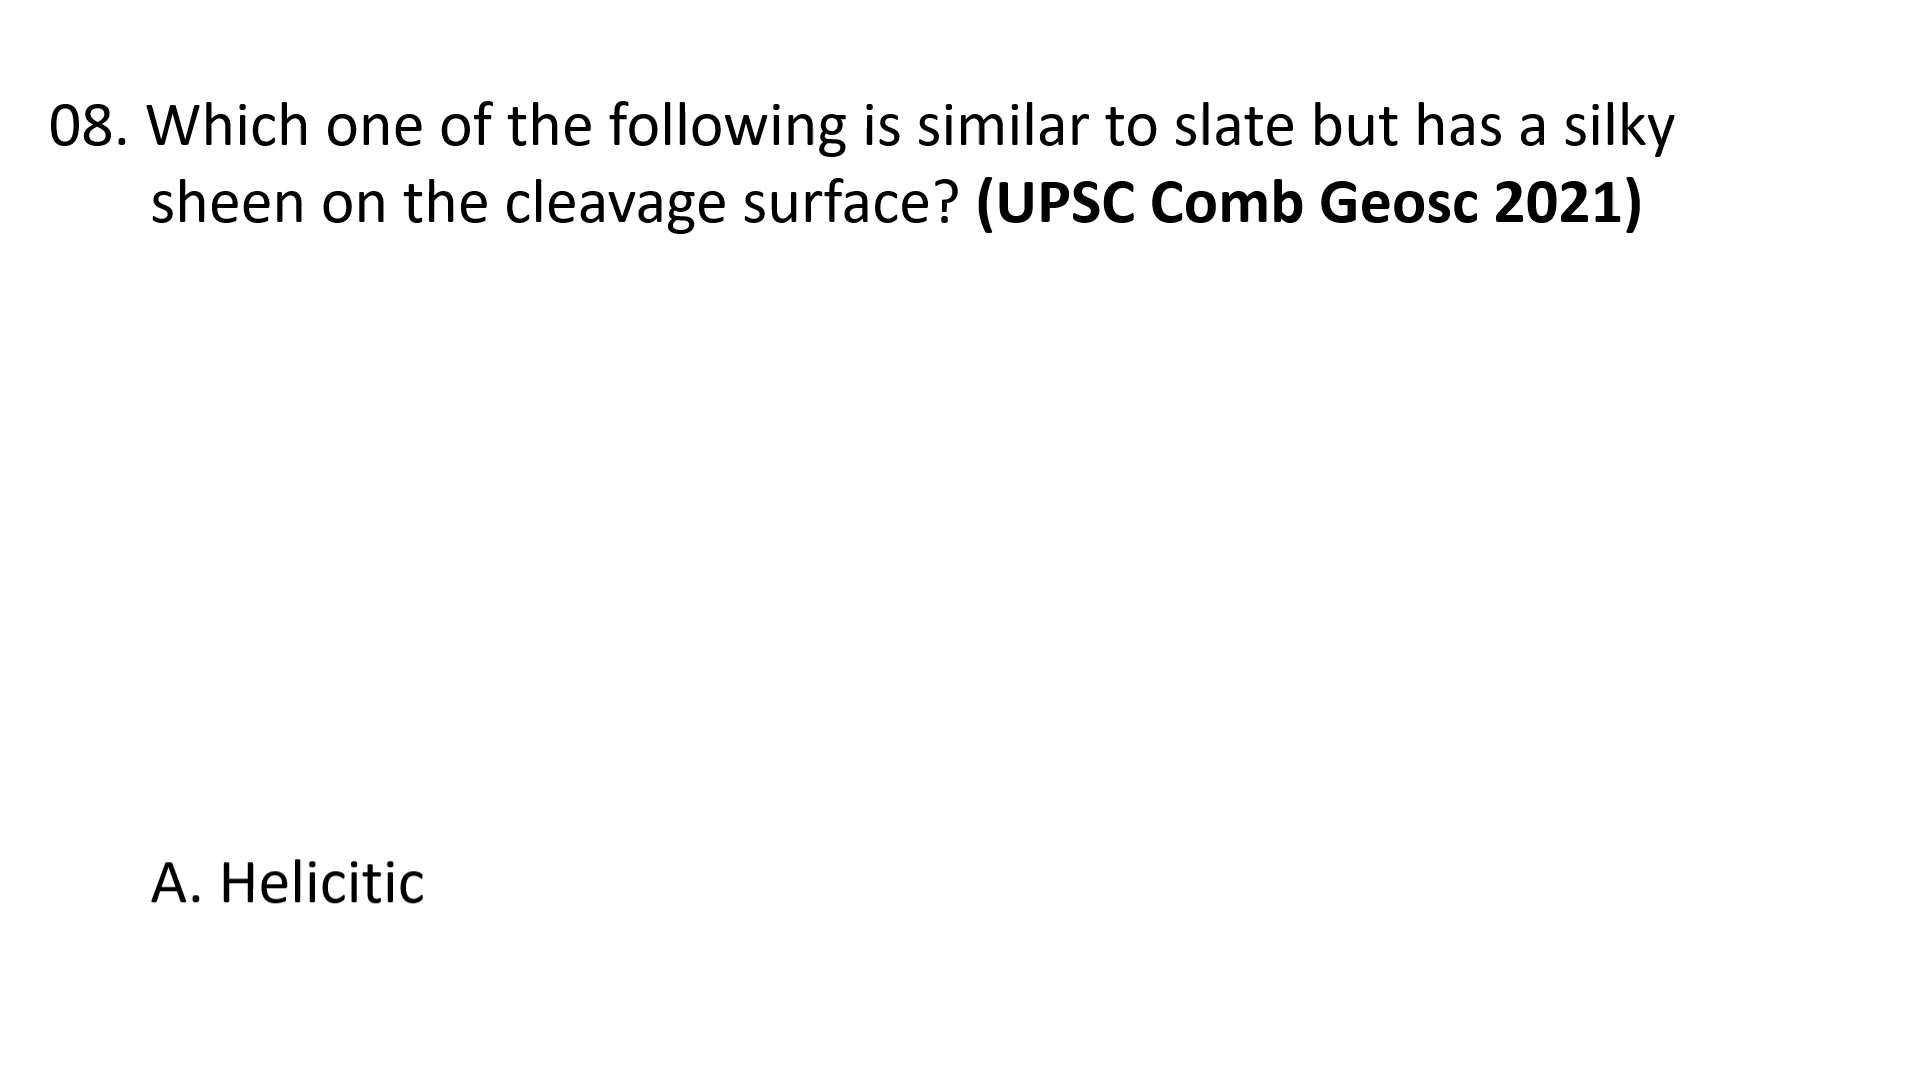 08. Which one of the following is similar to slate but has a silky
sheen on the cleavage surface? (UPSC Comb Geosc 2021)
A. Helicitic